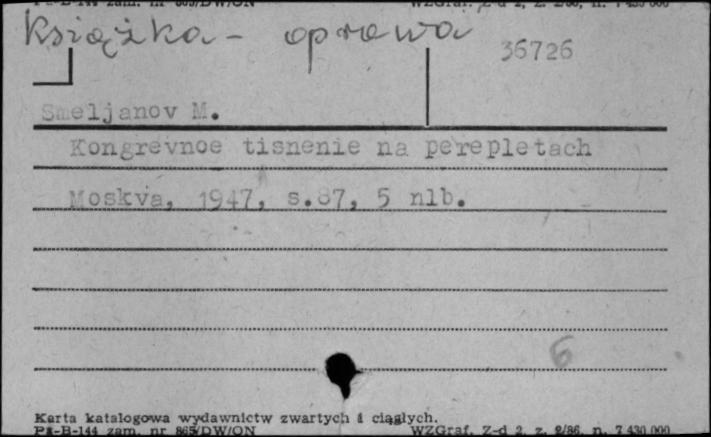 Książka - oprawa
36726
Smeljanov M.
Kongrevnoe tisnenie na perepletach
Moskva, 1947, s.87, 5 nlb.
6
Karta katalogowa wydawnictw zwartych i ciągłych.
Pt-B-144 zam. nr 865/DW/ON WZGraf. Z-d 2, z. 2/86, n. 7 430 000